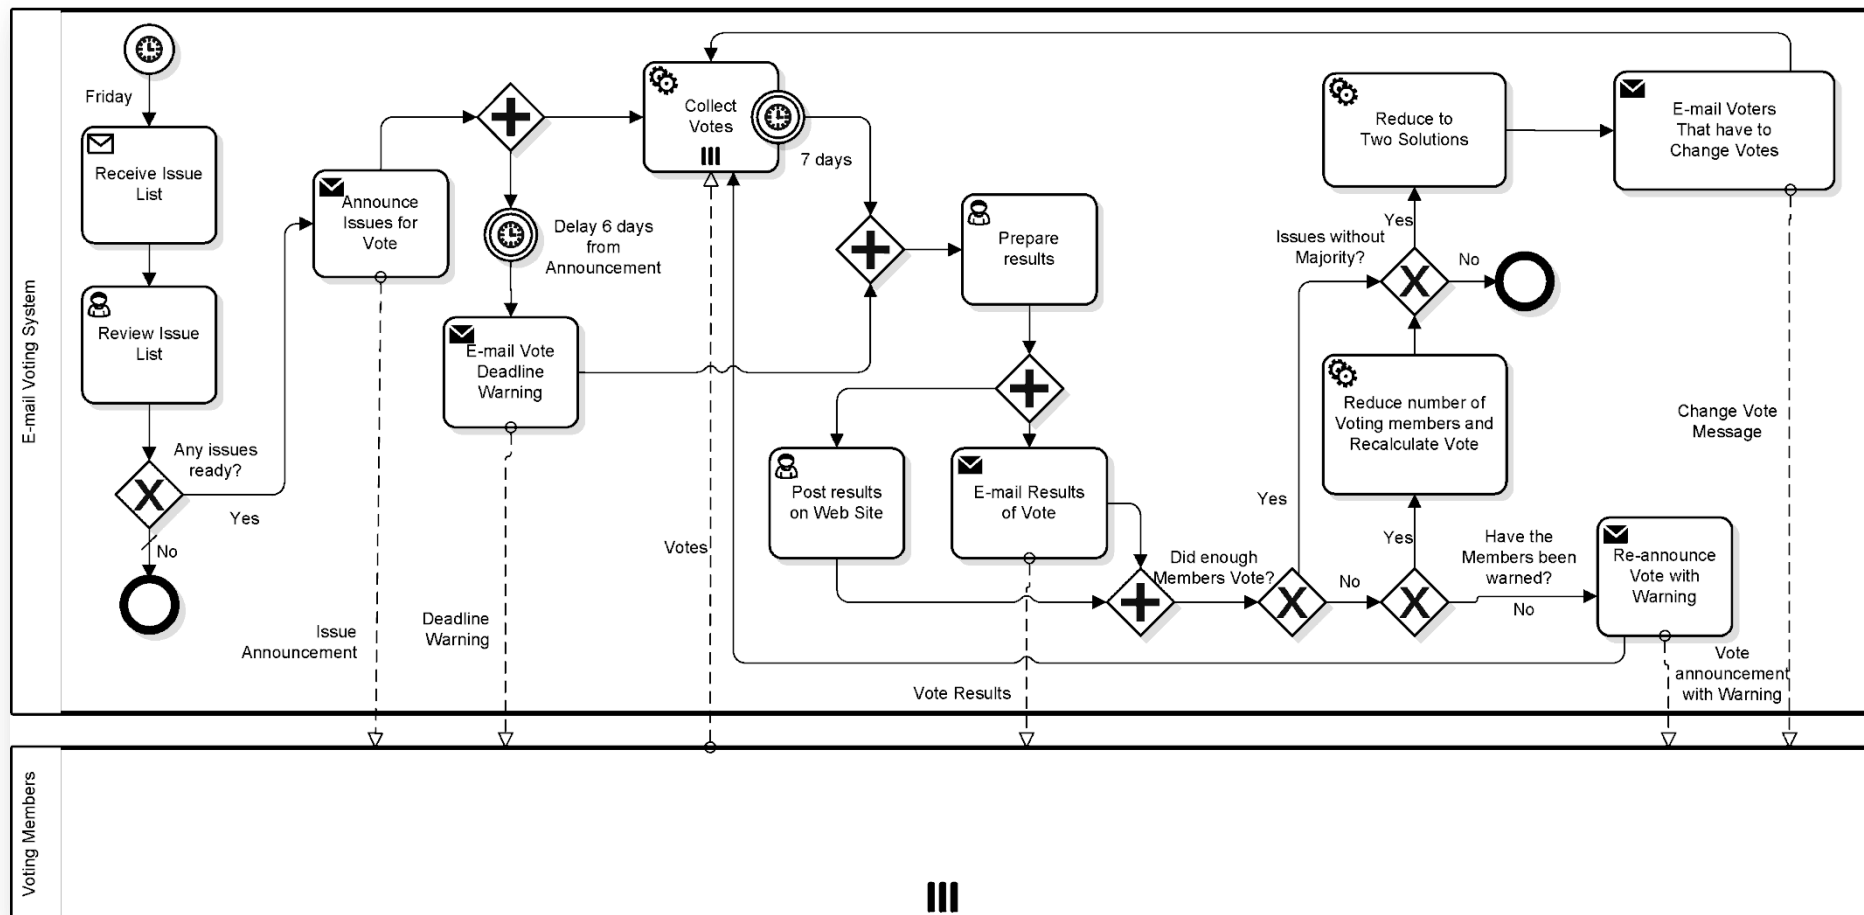 E-mail Voting System
Friday
Receive Issue
List
Review Issue
List
Any issues
ready?
Yes
No
Announce
Issues for
Vote
Issue
Announcement
Delay 6 days
from
Announcement
E-mail Vote
Deadline
Warning
Deadline
Warning
Collect
Votes
7 days
Votes
Prepare
results
Post results
on Web Site
E-mail Results
of Vote
Vote Results
Did enough
Members Vote?
Yes
No
Have the
Members been
warned?
Yes
No
Re-announce
Vote with
Warning
Vote
announcement
with Warning
Reduce number of
Voting members and
Recalculate Vote
Issues without
Majority?
Yes
No
Reduce to
Two Solutions
E-mail Voters
That have to
Change Votes
Change Vote
Message
Voting Members